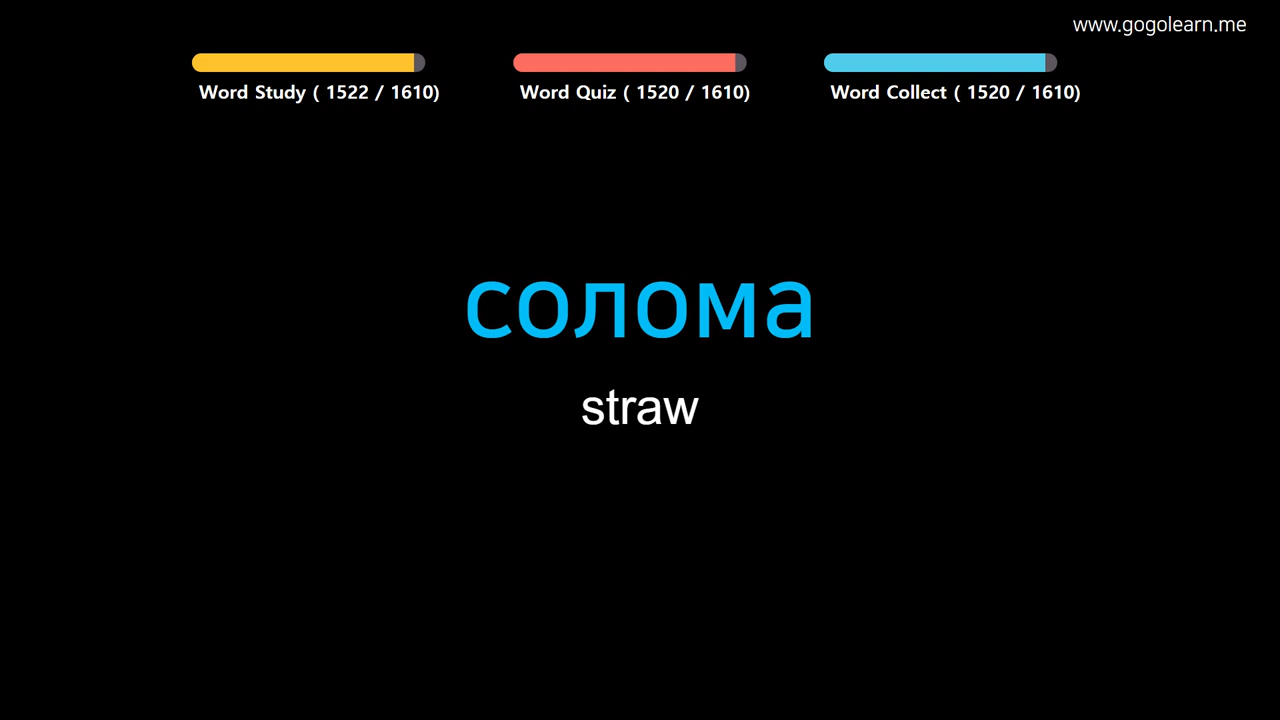 www.gogolearn.me
Word Study ( 1522 / 1610)
Word Quiz ( 1520 / 1610)
Word Collect ( 1520 / 1610)
солома
straw